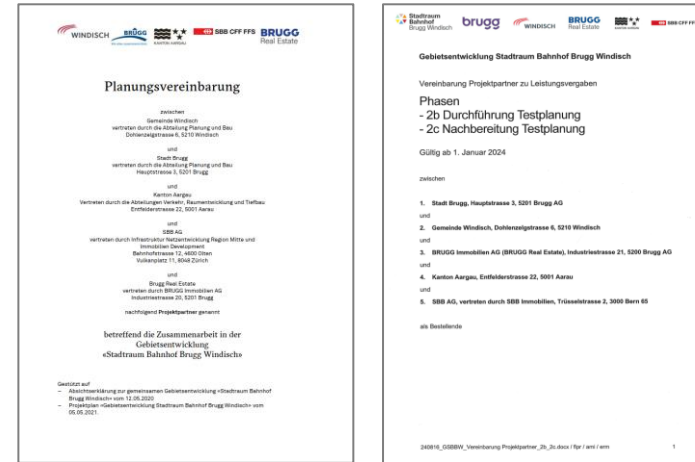 WINDISCH
BRUGG
KANTON AARGAU
SBB CFF FFS
BRUGG
Real Estate
Planungsvereinbarung
zwischen
Gemeinde Windisch
vertreten durch die Abteilung Planung und Bau
Dohlenzelgstrasse 6, 5210 Windisch
und
Stadt Brugg
vertreten durch die Abteilung Planung und Bau
Hauptstrasse 3, 5201 Brugg
und
Kanton Aargau
Vertreten durch die Abteilungen Verkehr, Raumentwicklung und Tiefbau
Entfelderstrasse 22, 5001 Aarau
und
SBB AG
vertreten durch Infrastruktur Netzentwicklung Region Mitte und
Immobilien Development
Bahnhofstrasse 12, 4600 Olten
Vulkanplatz 11, 8048 Zürich
und
Brugg Real Estate
vertreten durch BRUGG Immobilien AG
Industriestrasse 20, 5201 Brugg
nachfolgend Projektpartner genannt
betreffend die Zusammenarbeit in der
Gebietsentwicklung
«Stadtraum Bahnhof Brugg Windisch»
Gestützt auf
– Absichtserklärung zur gemeinsamen Gebietsentwicklung «Stadtraum Bahnhof
Brugg Windisch» vom 12.05.2020
– Projektplan «Gebietsentwicklung Stadtraum Bahnhof Brugg Windisch» vom
05.05.2021.
Stadtraum
Bahnhof
Brugg Windisch
brugg
WINDISCH
BRUGG
Real Estate
KANTON AARGAU
SBB CFF FFS
Gebietsentwicklung Stadtraum Bahnhof Brugg Windisch
Vereinbarung Projektpartner zu Leistungsvergaben
Phasen
- 2b Durchführung Testplanung
- 2c Nachbereitung Testplanung
Gültig ab 1. Januar 2024
zwischen
1. Stadt Brugg, Hauptstrasse 3, 5201 Brugg AG
und
2. Gemeinde Windisch, Dohlenzelgstrasse 6, 5210 Windisch
und
3. BRUGG Immobilien AG (BRUGG Real Estate), Industriestrasse 21, 5200 Brugg AG
und
4. Kanton Aargau, Entfelderstrasse 22, 5001 Aarau
und
5. SBB AG, vertreten durch SBB Immobilien, Trüsselstrasse 2, 3000 Bern 65
als Bestellende
240816_GSBBW_Vereinbarung Projektpartner_2b_2c.docx / fpr / ami / arm 1